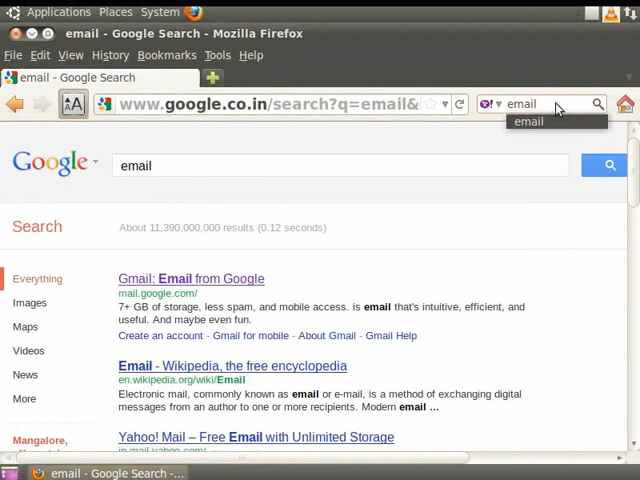 Applications Places System
email - Google Search - Mozilla Firefox
File Edit View History Bookmarks Tools Help
email - Google Search
www.google.co.in/search?q=email&
email
email
Google
email
Search
About 11,390,000,000 results (0.12 seconds)
Everything
Images
Maps
Videos
News
More
Mangalore,
Gmail: Email from Google
mail.google.com/
7+ GB of storage, less spam, and mobile access. is email that's intuitive, efficient, and
useful. And maybe even fun.
Create an account - Gmail for mobile - About Gmail - Gmail Help
Email - Wikipedia, the free encyclopedia
en.wikipedia.org/wiki/Email
Electronic mail, commonly known as email or e-mail, is a method of exchanging digital
messages from an author to one or more recipients. Modern email ...
Yahoo! Mail – Free Email with Unlimited Storage
in.mail.yahoo.com/
email - Google Search -...